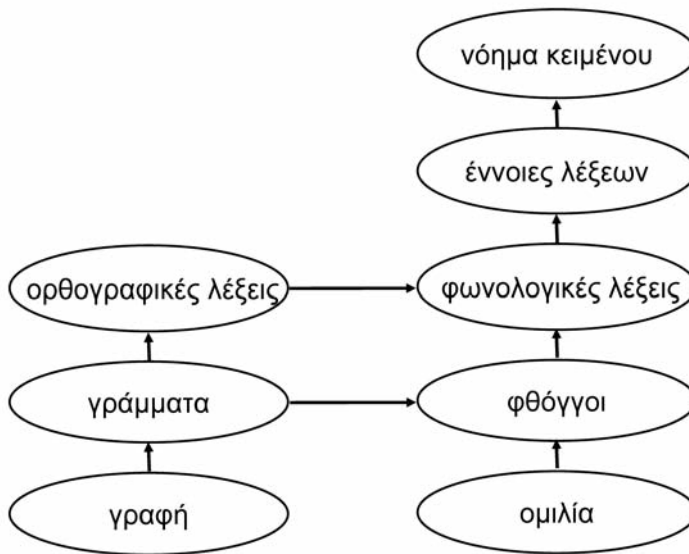 νόημα κειμένου
έννοιες λέξεων
ορθογραφικές λέξεις
φωνολογικές λέξεις
γράμματα
φθόγγοι
γραφή
ομιλία